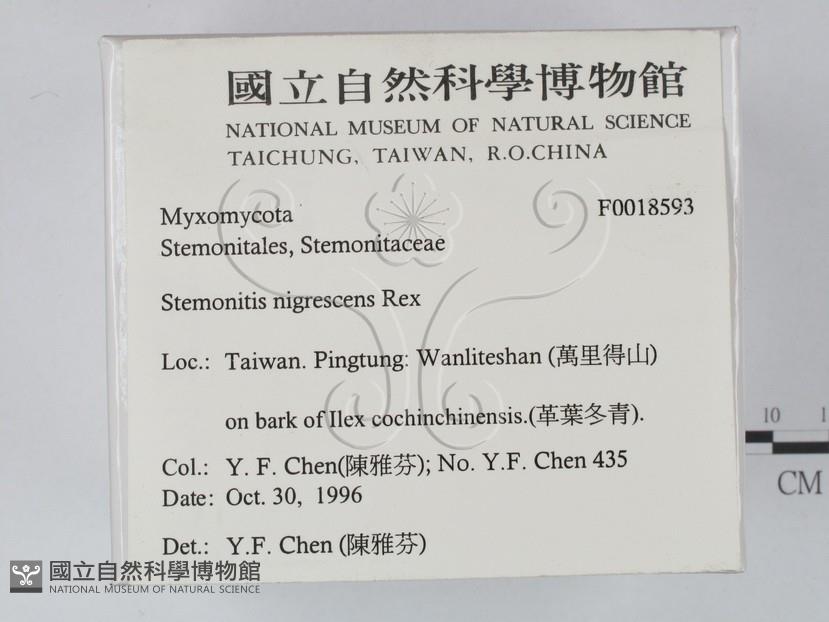 國立自然科學博物館
NATIONAL MUSEUM OF NATURAL SCIENCE
TAICHUNG, TAIWAN, R.O.CHINA
Myxomycota F0018593
Stemonitales, Stemonitaceae
Stemonitis nigrescens Rex
Loc.: Taiwan. Pingtung: Wanliteshan (萬里得山)
on bark of Ilex cochinchinensis.(革葉冬青).
Col.: Y. F. Chen(陳雅芬); No. Y.F. Chen 435
Date: Oct. 30, 1996
Det.: Y.F. Chen (陳雅芬)
10
CM
國立自然科學博物館
NATIONAL MUSEUM OF NATURAL SCIENCE